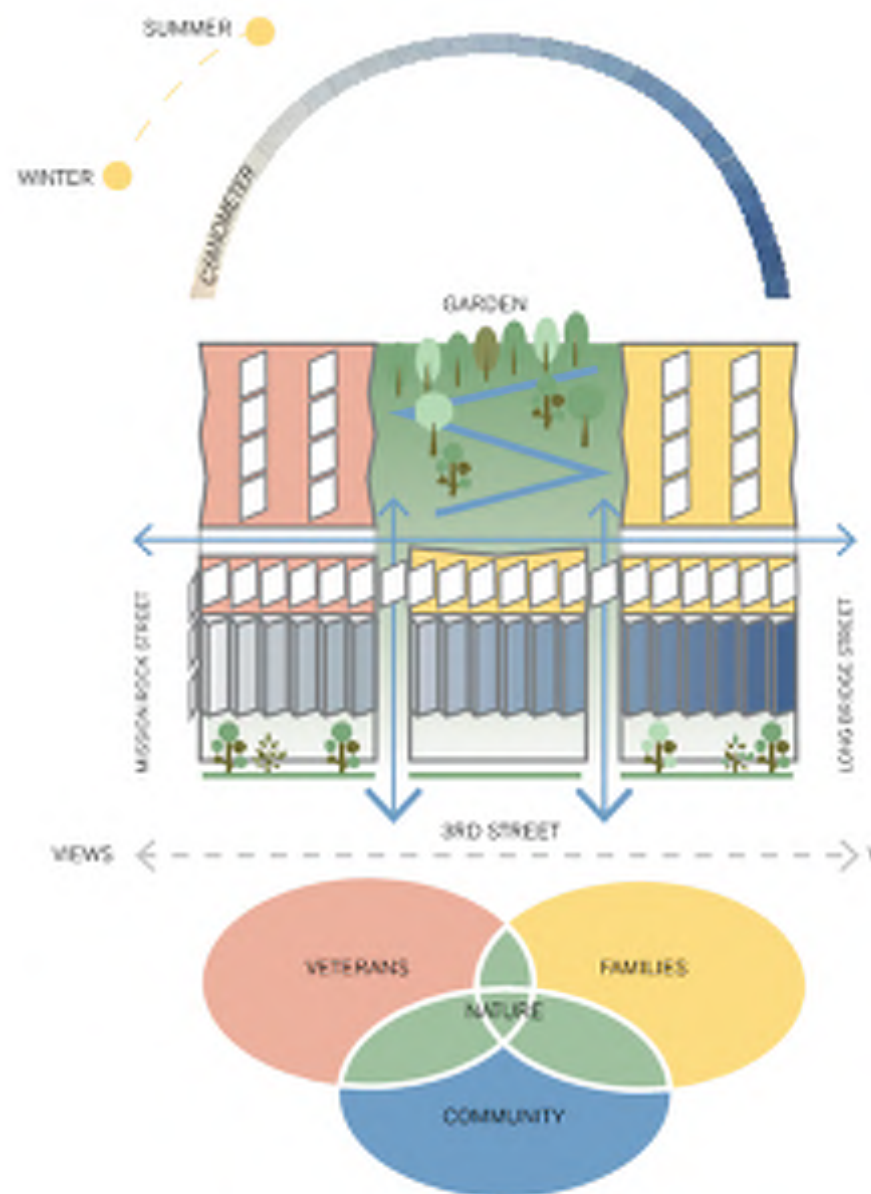 SUMMER
WINTER
CYANOMETER
GARDEN
MISSION ROCK STREET
LONG BRIDGE STREET
3RD STREET
VIEWS
V
VETERANS
FAMILIES
NATURE
COMMUNITY